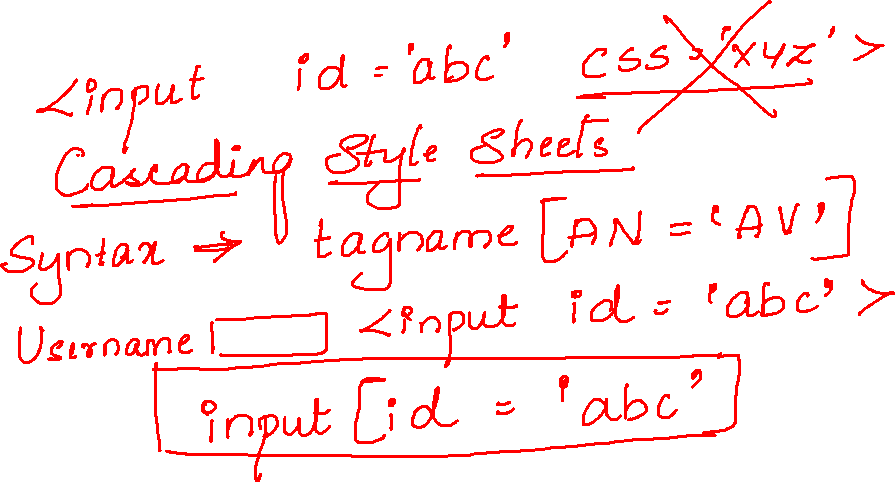 <input id = 'abc' css = 'xyz' >
Cascading Style Sheets
Syntax → tagname [AN = 'AV']
Username <input id = 'abc' >
input [id = 'abc'